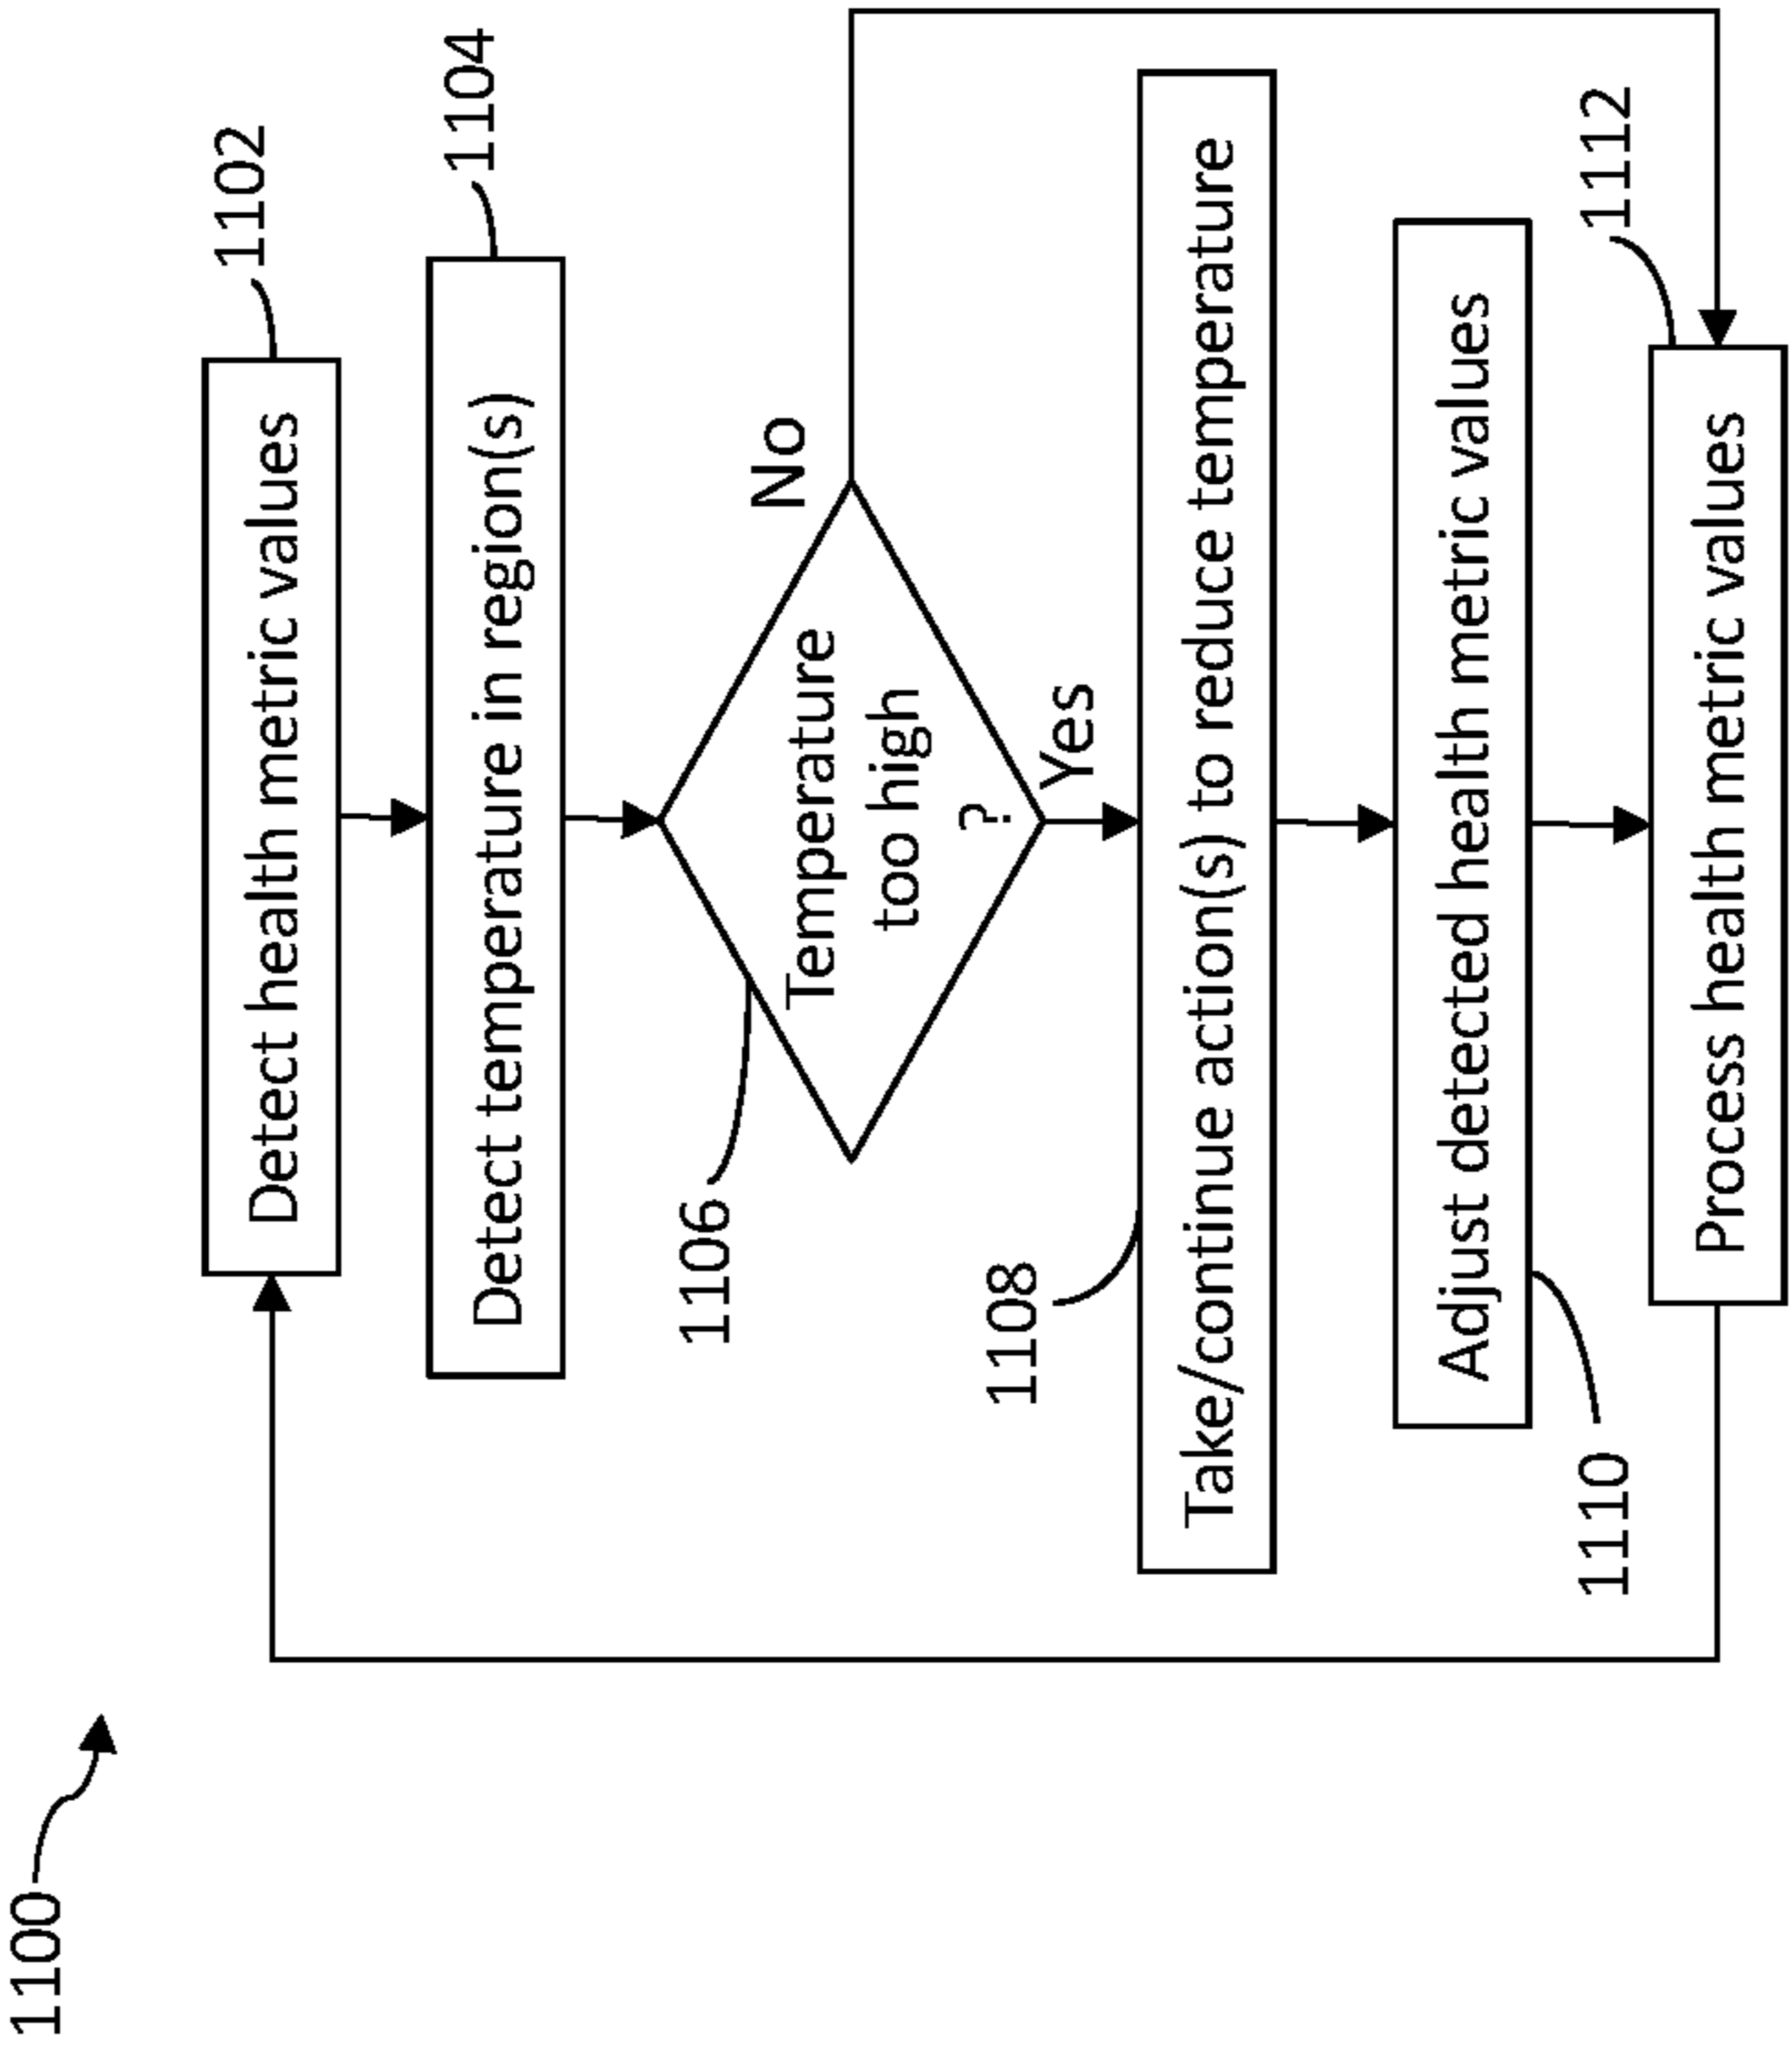 1100
Detect health metric values
1102
Detect temperature in region(s)
1104
1106
Temperature
too high
?
No
Yes
1108
Take/continue action(s) to reduce temperature
Adjust detected health metric values
1110
1112
Process health metric values